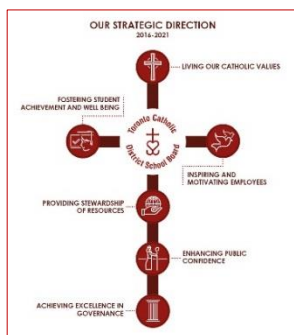 OUR STRATEGIC DIRECTION
2016-2021
LIVING OUR CATHOLIC VALUES
FOSTERING STUDENT
ACHIEVEMENT AND WELL BEING
Toronto Catholic
District School Board
INSPIRING AND
MOTIVATING EMPLOYEES
PROVIDING STEWARDSHIP
OF RESOURCES
ENHANCING PUBLIC
CONFIDENCE
ACHIEVING EXCELLENCE IN
GOVERNANCE